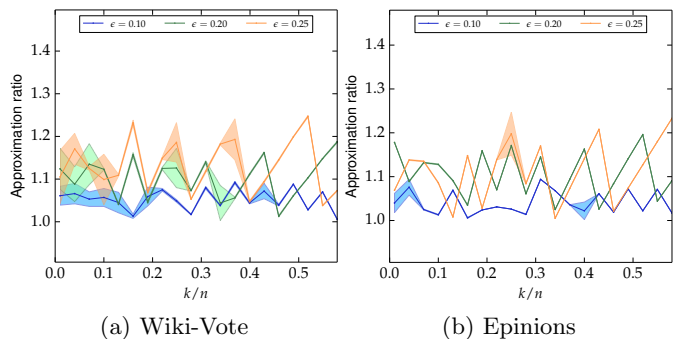 ϵ = 0.10 ϵ = 0.20 ϵ = 0.25
1.4
1.3
1.2
1.1
1.0
Approximation ratio
0.0 0.1 0.2 0.3 0.4 0.5
k/n
(a) Wiki-Vote
ϵ = 0.10 ϵ = 0.20 ϵ = 0.25
1.4
1.3
1.2
1.1
1.0
Approximation ratio
0.0 0.1 0.2 0.3 0.4 0.5
k/n
(b) Epinions